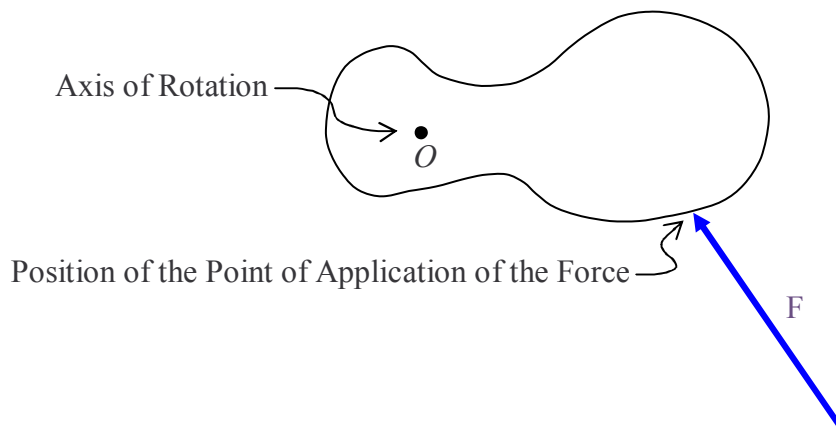 Axis of Rotation
O
Position of the Point of Application of the Force
F